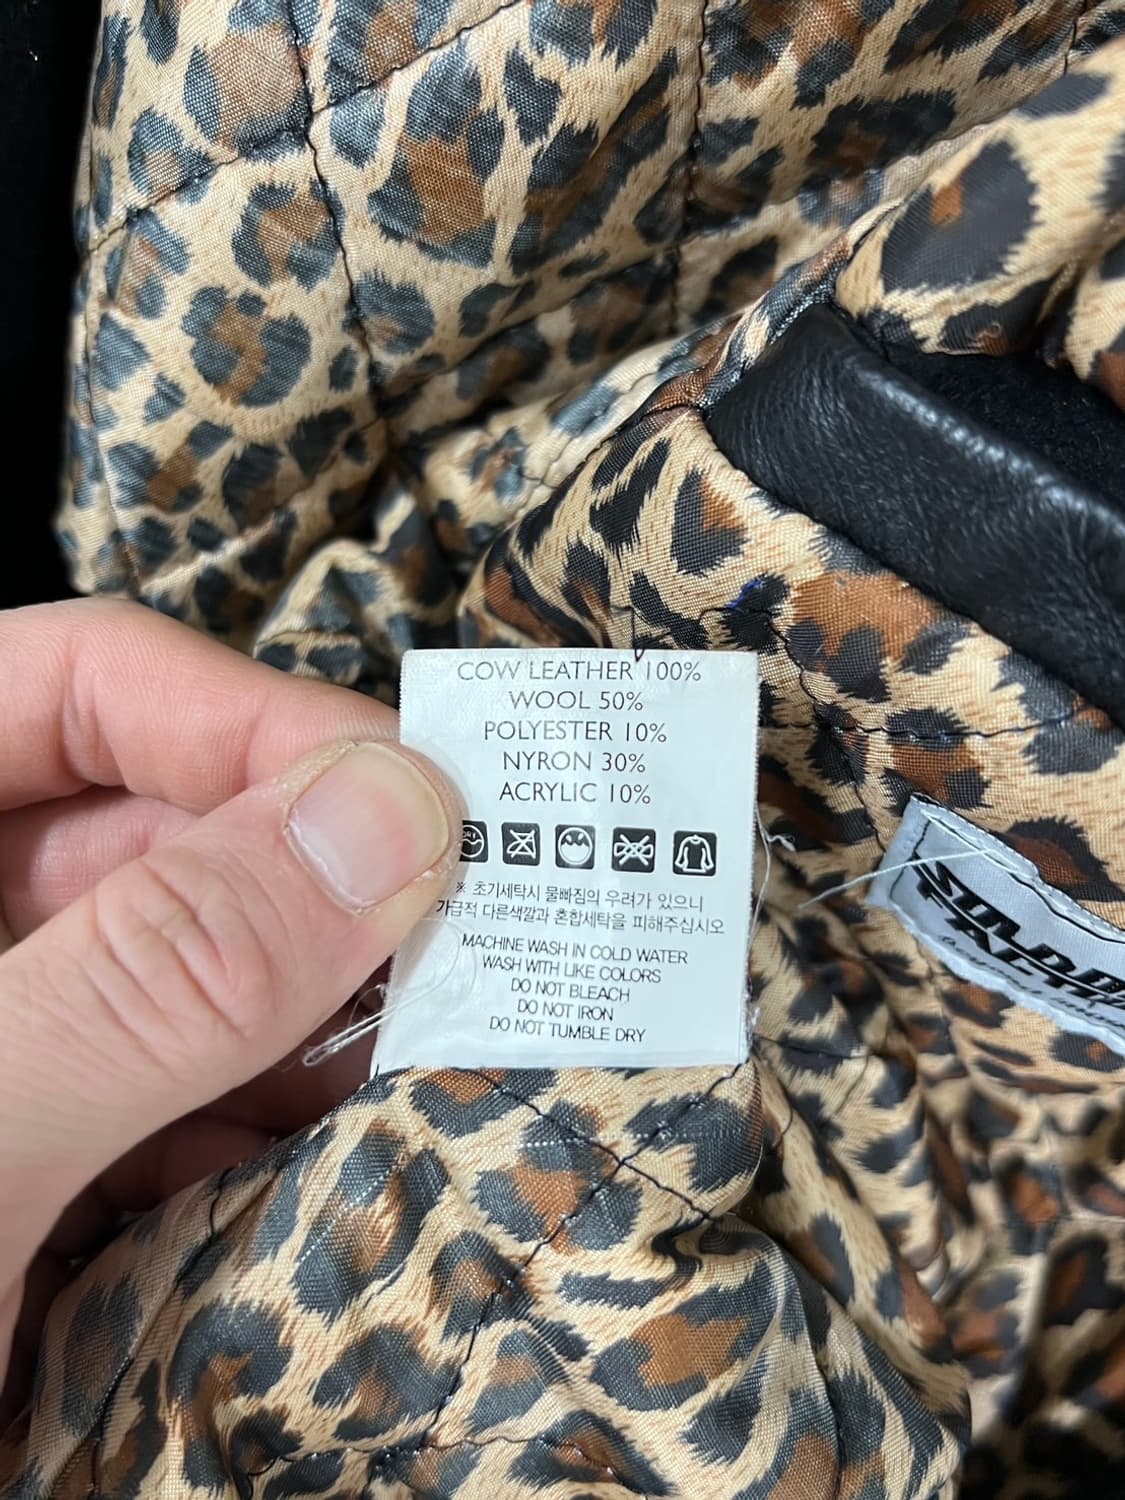 COW LEATHER 100%
WOOL 50%
POLYESTER 10%
NYRON 30%
ACRYLIC 10%
※ 초기세탁시 물빠짐의 우려가 있으니
가급적 다른색깔과 혼합세탁을 피해주십시오
MACHINE WASH IN COLD WATER
WASH WITH LIKE COLORS
DO NOT BLEACH
DO NOT IRON
DO NOT TUMBLE DRY